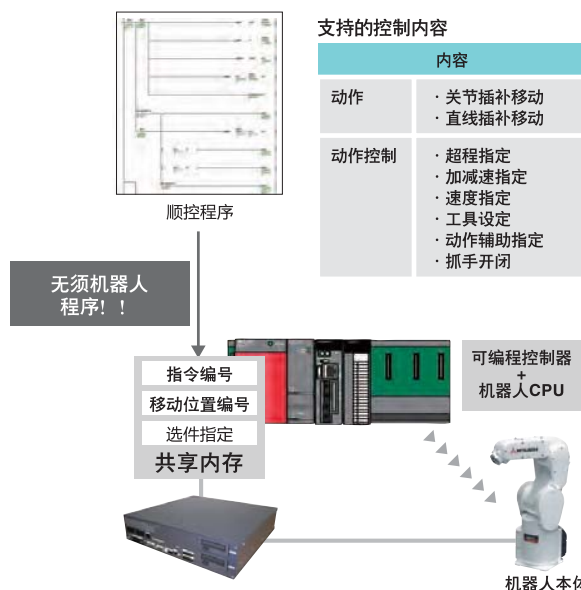 支持的控制内容
内容
动作
· 关节插补移动
· 直线插补移动
动作控制
· 超程指定
· 加减速指定
· 速度指定
· 工具设定
· 动作辅助指定
· 抓手开闭
顺控程序
无须机器人
程序！！
指令编号
移动位置编号
选件指定
共享内存
可编程控制器
+
机器人CPU
MITSUBISHI
机器人本体